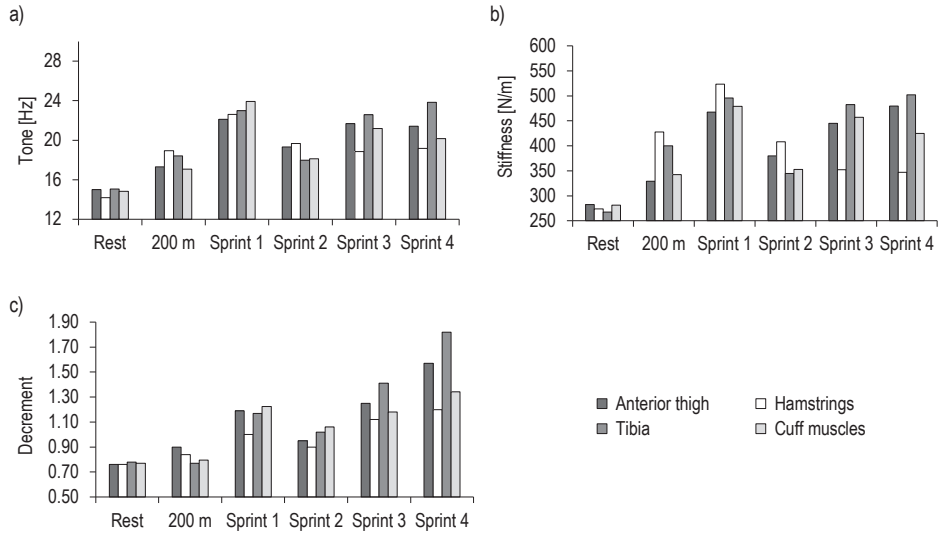 a)
Tone [Hz]
28
24
20
16
12
Rest 200 m Sprint 1 Sprint 2 Sprint 3 Sprint 4
b)
Stiffness [N/m]
600
550
500
450
400
350
300
250
Rest 200 m Sprint 1 Sprint 2 Sprint 3 Sprint 4
c)
Decrement
1.90
1.70
1.50
1.30
1.10
0.90
0.70
0.50
Rest 200 m Sprint 1 Sprint 2 Sprint 3 Sprint 4
Anterior thigh Hamstrings
Tibia Cuff muscles